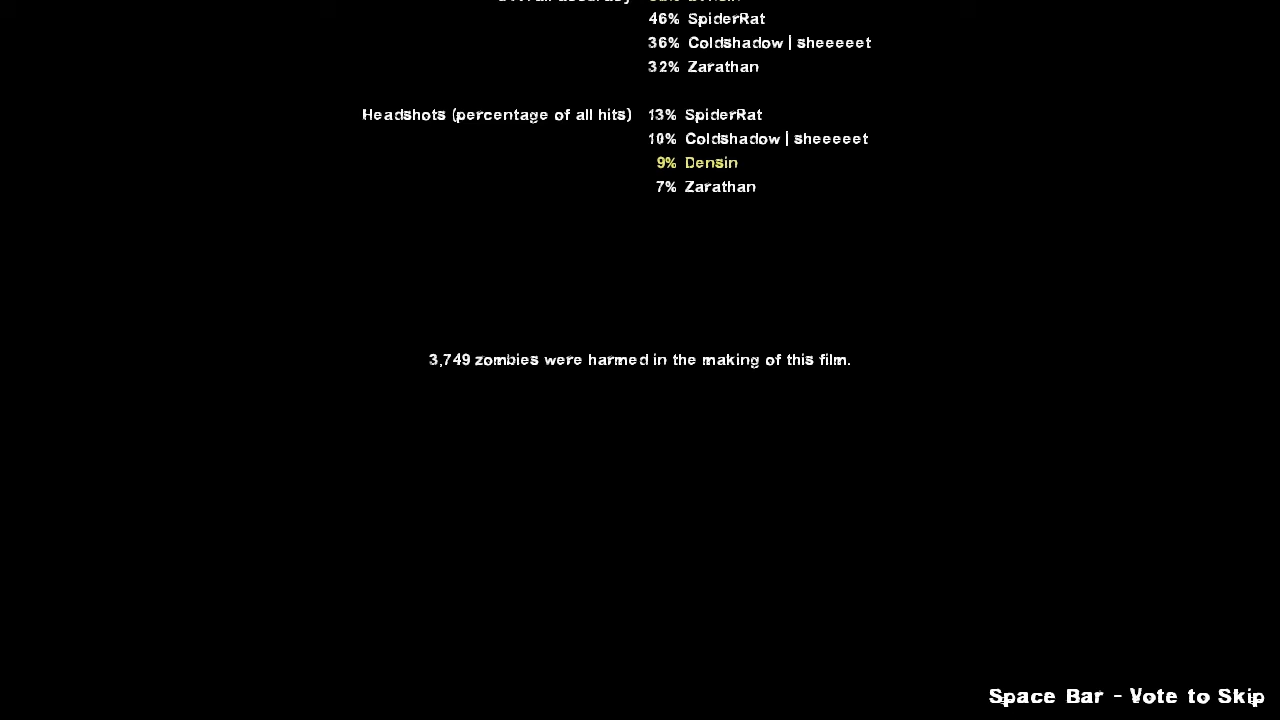 46% SpiderRat
36% Coldshadow | sheeeeet
32% Zarathan
Headshots (percentage of all hits) 13% SpiderRat
10% Coldshadow | sheeeeet
9% Densin
7% Zarathan
3,749 zombies were harmed in the making of this film.
Space Bar - Vote to Skip